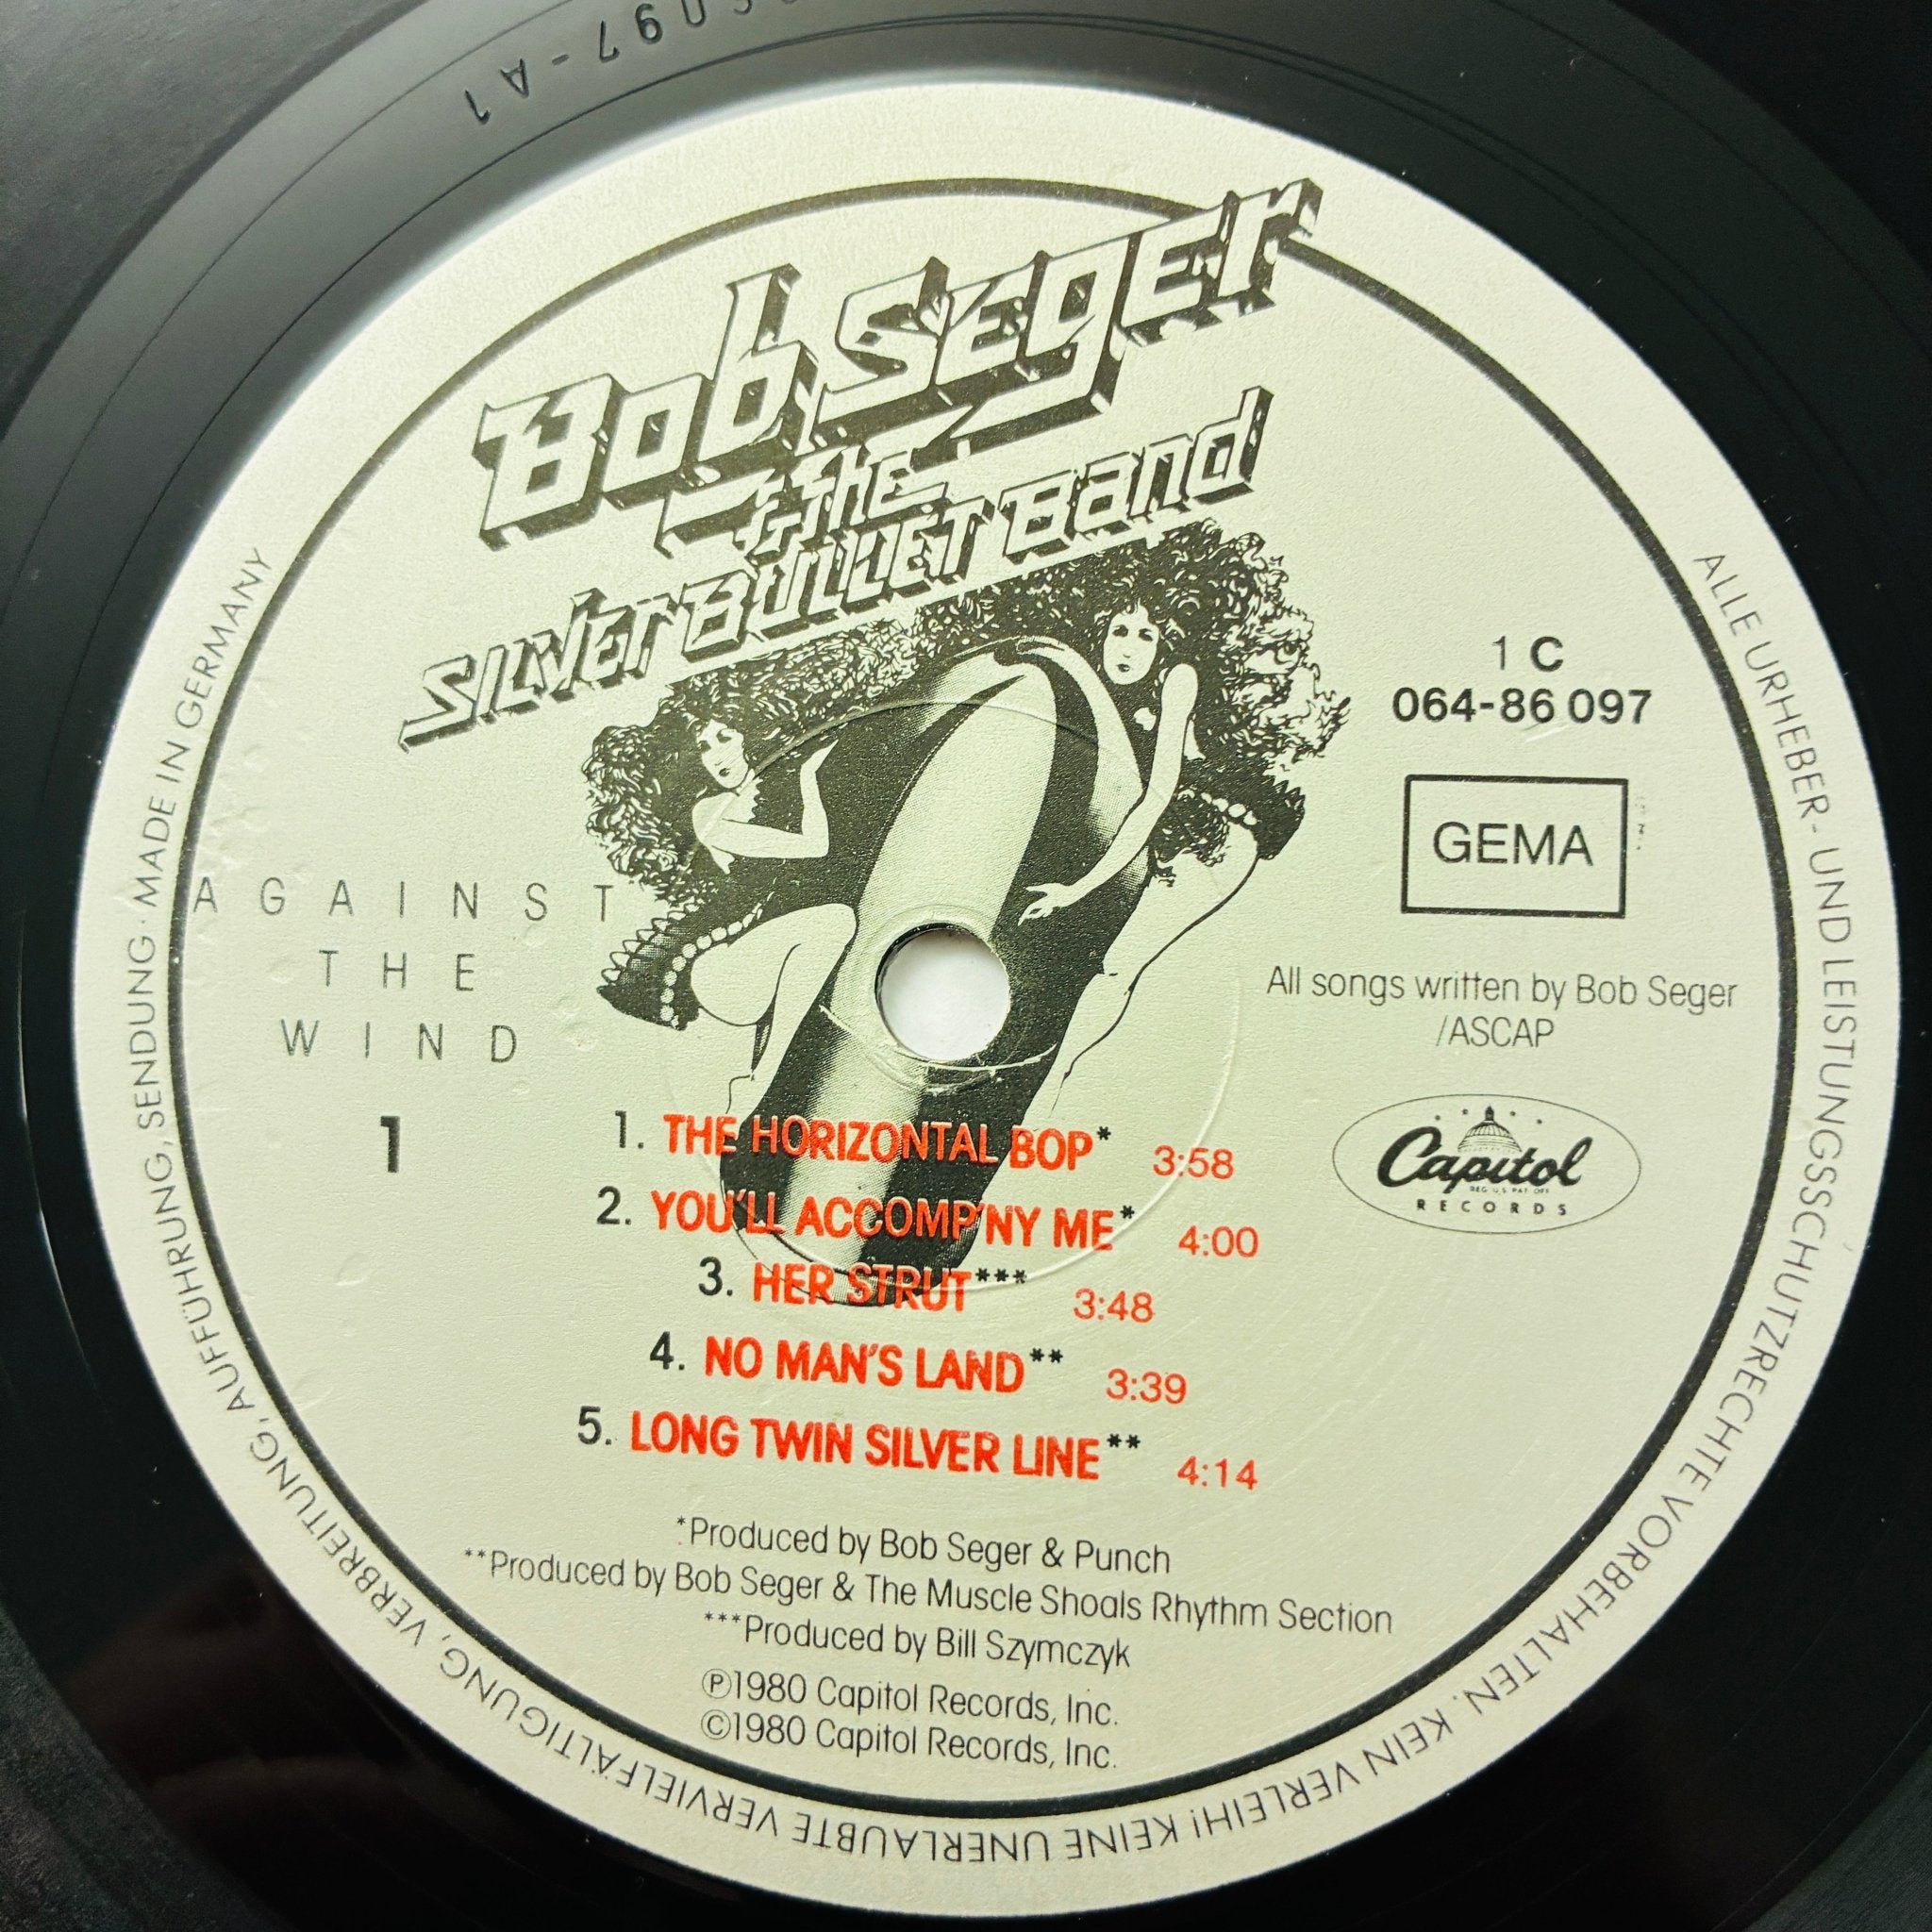 86097-A1
Bob Seger
& the
Silver Bullet Band
1 C
064-86 097
GEMA
AGAINST
THE
WIND
1
All songs written by Bob Seger
/ASCAP
Capitol
REG. U.S. PAT. OFF.
RECORDS
1. THE HORIZONTAL BOP* 3:58
2. YOU'LL ACCOMP'NY ME* 4:00
3. HER STRUT*** 3:48
4. NO MAN'S LAND** 3:39
5. LONG TWIN SILVER LINE** 4:14
*Produced by Bob Seger & Punch
**Produced by Bob Seger & The Muscle Shoals Rhythm Section
***Produced by Bill Szymczyk
Ⓟ1980 Capitol Records, Inc.
©1980 Capitol Records, Inc.
ALLE URHEBER- UND LEISTUNGSSCHUTZRECHTE VORBEHALTEN. KEIN VERLEIH! KEINE UNERLAUBTE VERVIELFÄLTIGUNG, VERBREITUNG, AUFFÜHRUNG, SENDUNG · MADE IN GERMANY